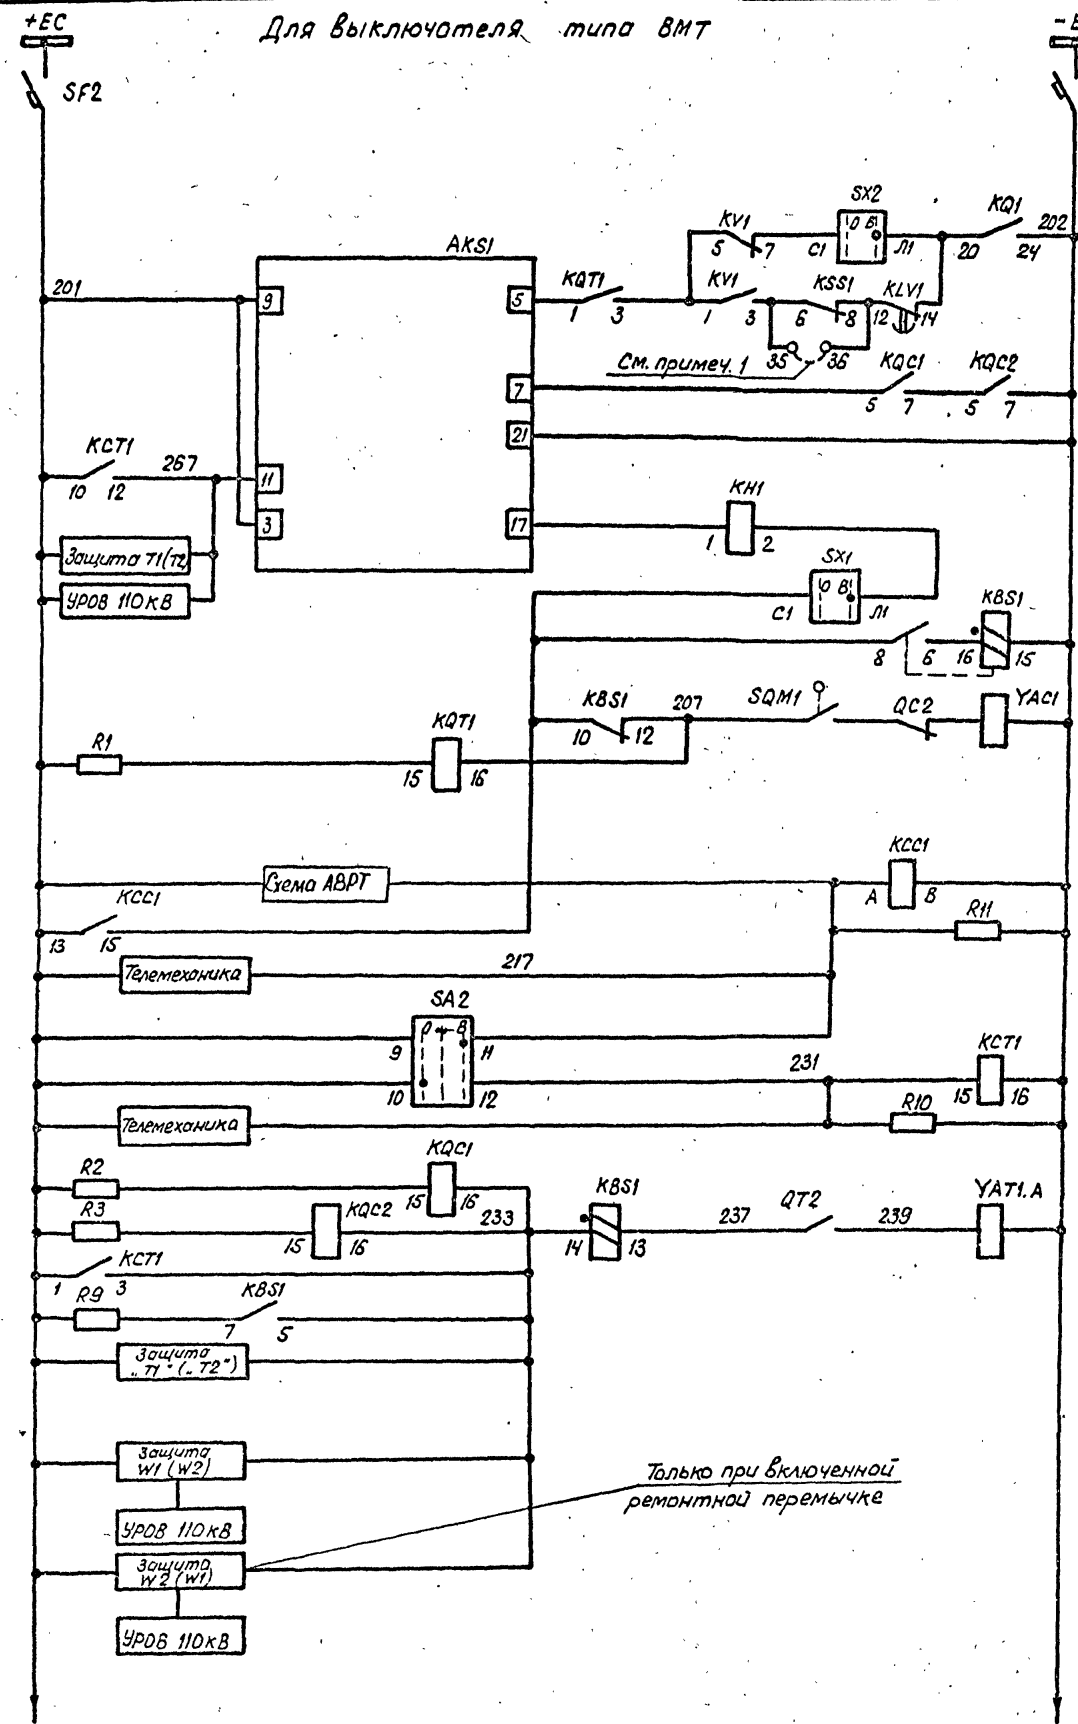 +EC
Для выключателя типа ВМТ
SF2
SX2
О В
KQ1
202
KV1
5 7
C1 Л1
20 24
AKS1
201
9
5
KQT1
1 3
KV1
1 3
KSS1
6 8
KLV1
12 14
35 36
См. примеч. 1
7
KQC1
5 7
KQC2
5 7
21
KCT1
267
10 12
11
3
17
KH1
1 2
Защита Т1(Т2)
УРОВ 110кВ
SX1
О В
C1 Л1
KBS1
8 6 16 15
KBS1
10 12
207
SQM1
QC2
YAC1
R1
KQT1
15 16
KCC1
A B
Схема АВРТ
KCC1
13 15
R11
Телемеханика
217
SA2
О В
9 11
10 12
231
KCT1
15 16
Телемеханика
R10
R2
KQC1
15 16
R3
KQC2
15 16
233
KBS1
14 13
237
QT2
239
YAT1.A
KCT1
1 3
R9
KBS1
7 5
Защита
„Т1" („Т2")
Защита
W1 (W2)
УРОВ 110кВ
Только при включенной
ремонтной перемычке
Защита
W2 (W1)
УРОВ 110кВ